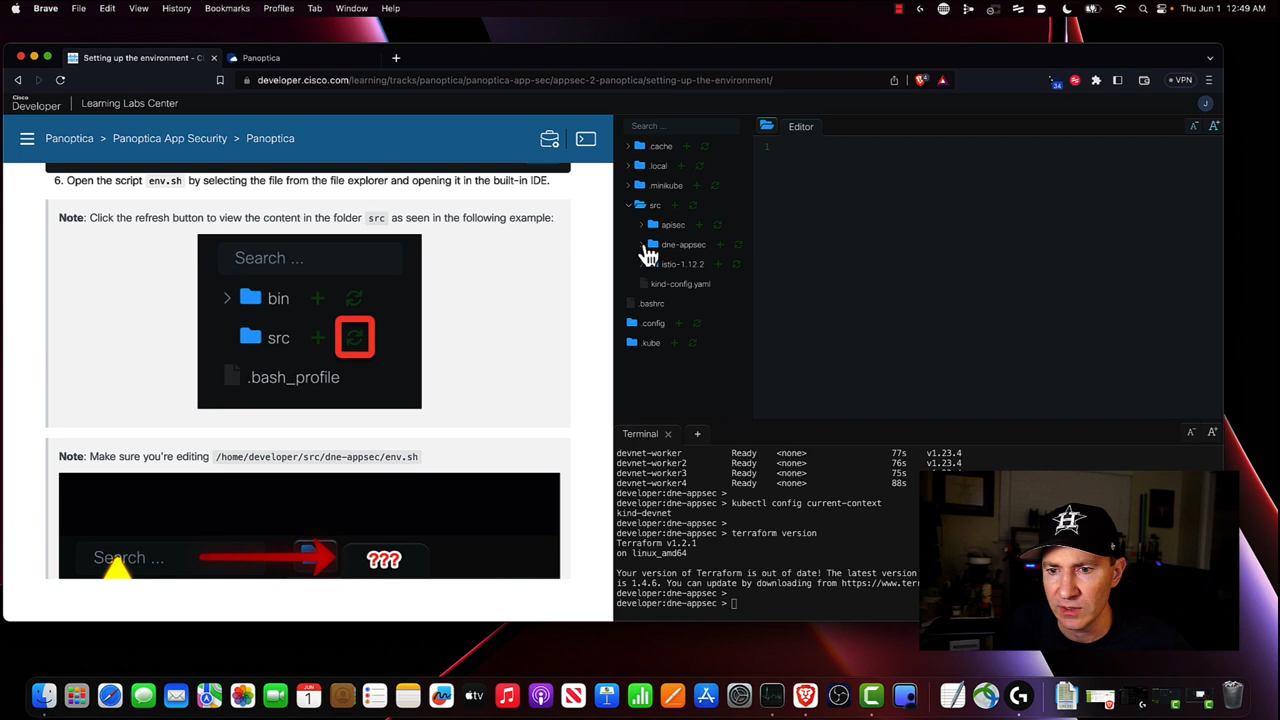 Brave File Edit View History Bookmarks Profiles Tab Window Help
Thu Jun 1 12:49 AM
Setting up the environment - Ci
Panoptica
developer.cisco.com/learning/tracks/panoptica/panoptica-app-sec/appsec-2-panoptica/setting-up-the-environment/
4
34
VPN
Cisco
Developer
Learning Labs Center
J
Panoptica > Panoptica App Security > Panoptica
6. Open the script env.sh by selecting the file from the file explorer and opening it in the built-in IDE.
Note: Click the refresh button to view the content in the folder src as seen in the following example:
Search ...
bin
src
.bash_profile
Note: Make sure you're editing /home/developer/src/dne-appsec/env.sh
Search ...
???
Search ...
.cache
.local
.minikube
src
apisec
dne-appsec
istio-1.12.2
kind-config.yaml
.bashrc
.config
.kube
Editor
A- A+
1
Terminal
A- A+
devnet-worker Ready <none> 77s v1.23.4
devnet-worker2 Ready <none> 76s v1.23.4
devnet-worker3 Ready <none> 75s
devnet-worker4 Ready <none> 88s
developer:dne-appsec >
developer:dne-appsec > kubectl config current-context
kind-devnet
developer:dne-appsec >
developer:dne-appsec > terraform version
Terraform v1.2.1
on linux_amd64
Your version of Terraform is out of date! The latest version
is 1.4.6. You can update by downloading from https://www.ter
developer:dne-appsec >
developer:dne-appsec >